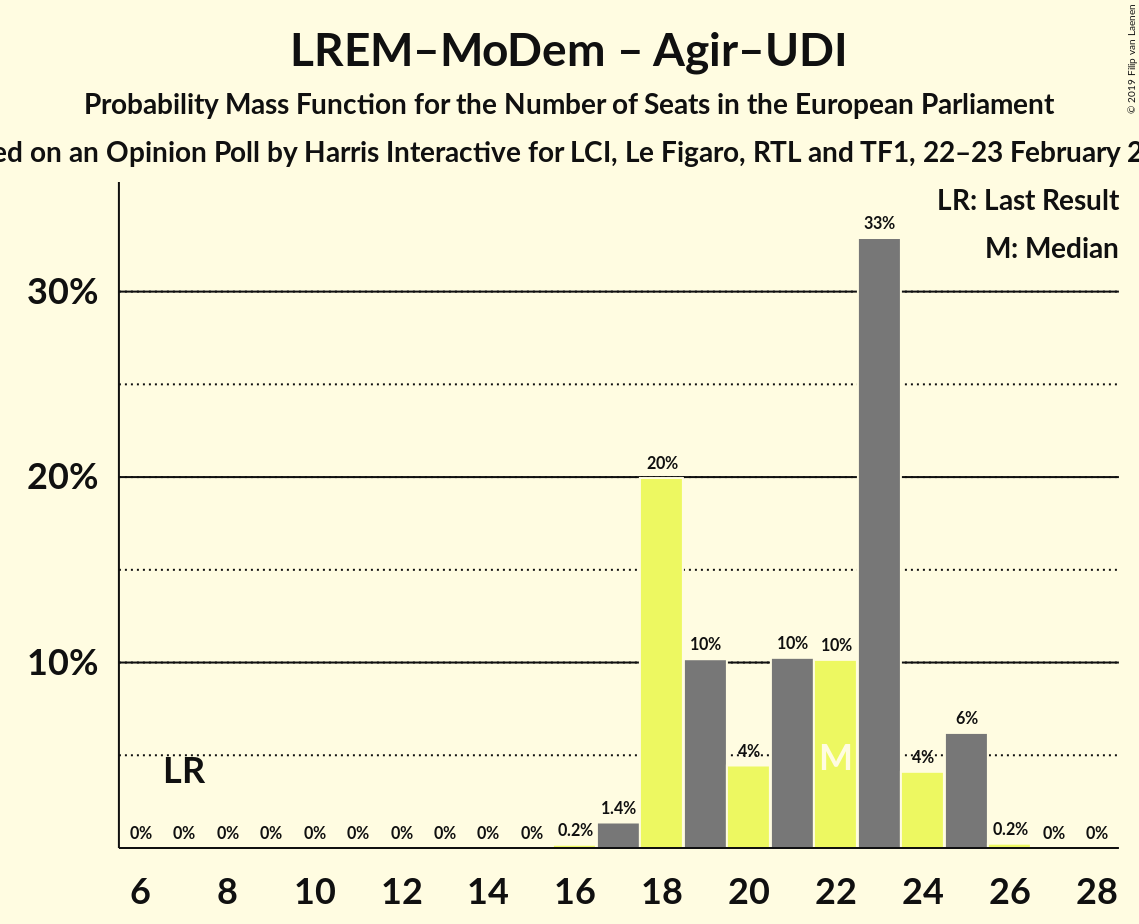 LREM–MoDem – Agir–UDI
Probability Mass Function for the Number of Seats in the European Parliament
on an Opinion Poll by Harris Interactive for LCI, Le Figaro, RTL and TF1, 22–23 February
© 2019 Filip van Laenen
LR: Last Result
M: Median
30%
20%
10%
33%
20%
10%
10%
10%
6%
4%
4%
M
LR
1.4%
0% 0% 0% 0% 0% 0% 0% 0% 0% 0% 0.2% 0.2% 0% 0%
6 8 10 12 14 16 18 20 22 24 26 28